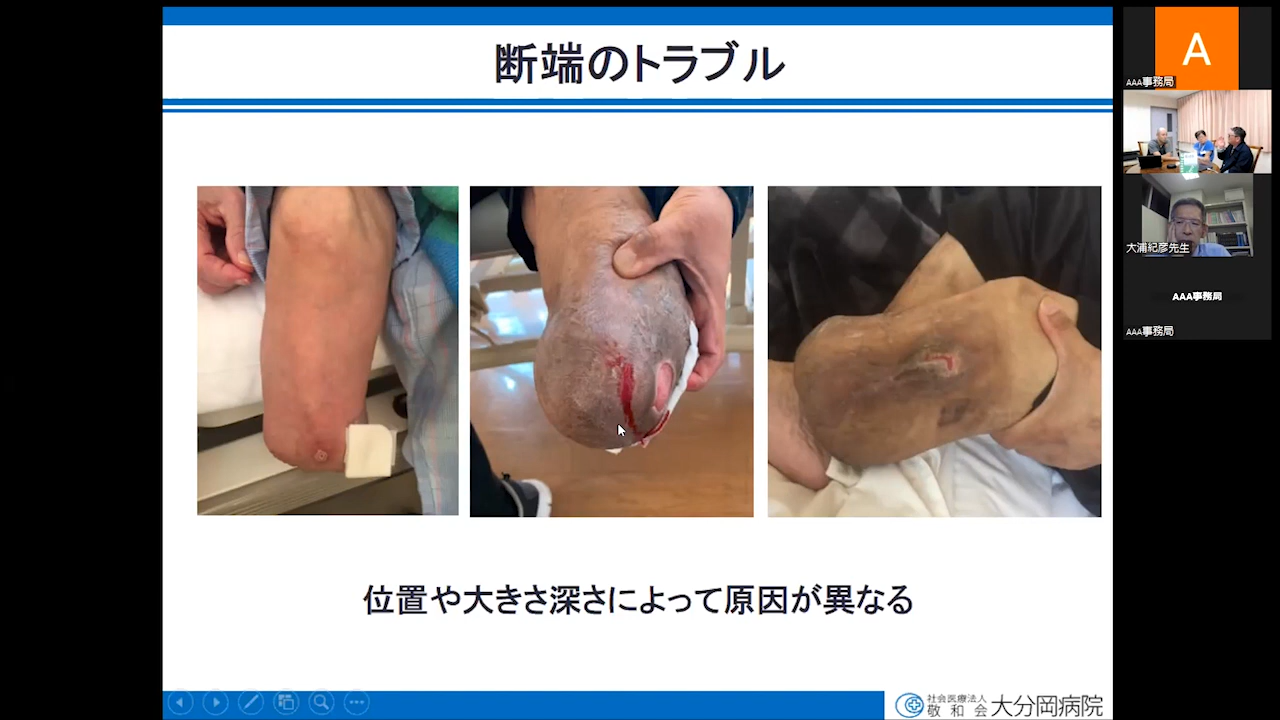 断端のトラブル
位置や大きさ深さによって原因が異なる
社会医療法人
敬和会
大分岡病院
A
AAA事務局
大浦紀彦先生
AAA事務局
AAA事務局